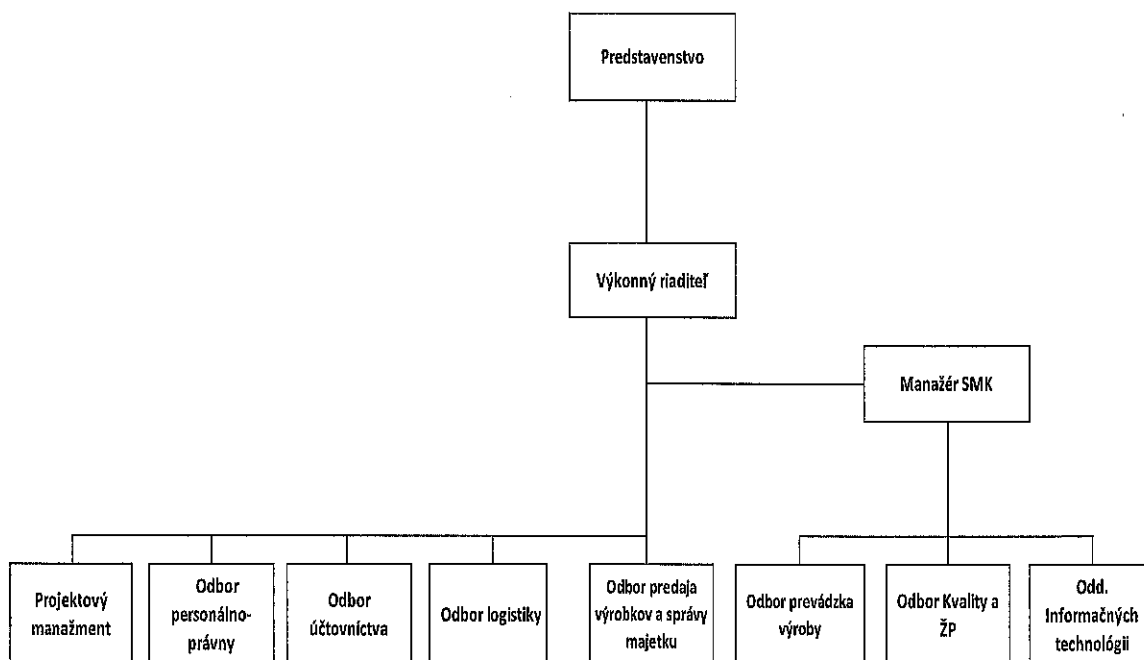 Predstavenstvo
Výkonný riaditeľ
Manažér SMK
Projektový
manažment
Odbor
personálno-
právny
Odbor
účtovníctva
Odbor logistiky
Odbor predaja
výrobkov a správy
majetku
Odbor prevádzka
výroby
Odbor Kvality a
ŽP
Odd.
Informačných
technológii